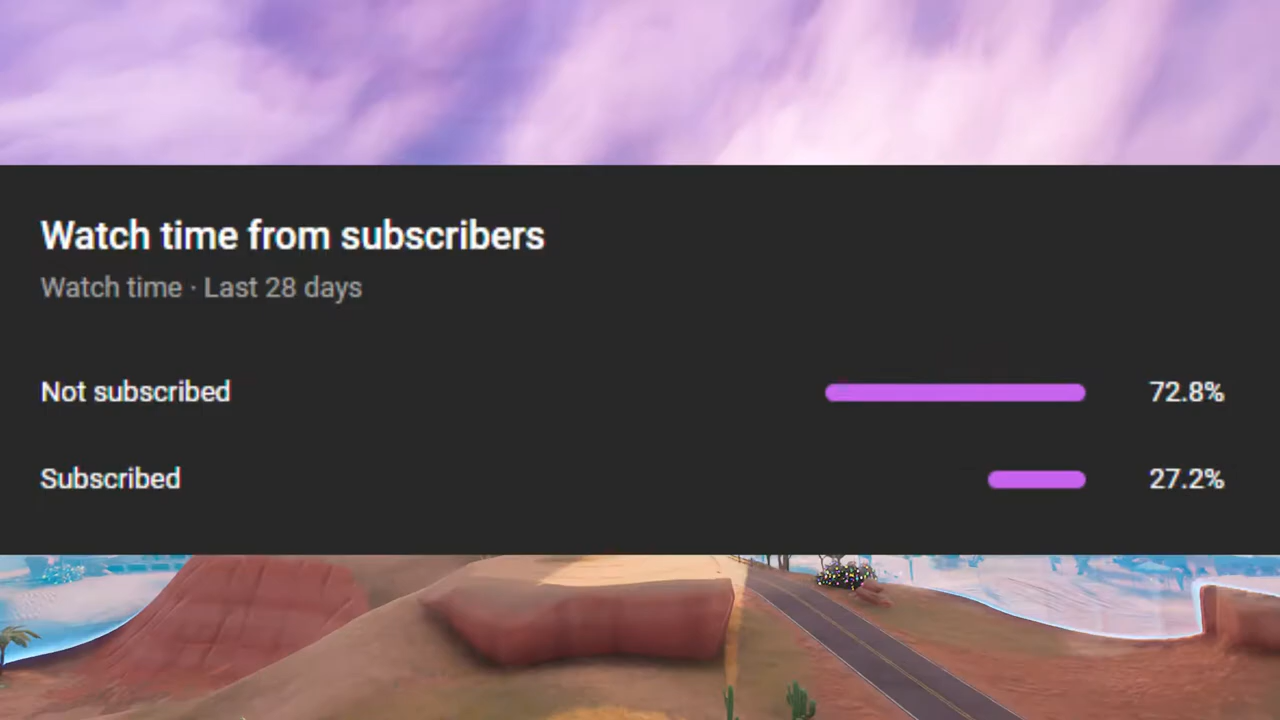 Watch time from subscribers
Watch time · Last 28 days
Not subscribed 72.8%
Subscribed 27.2%